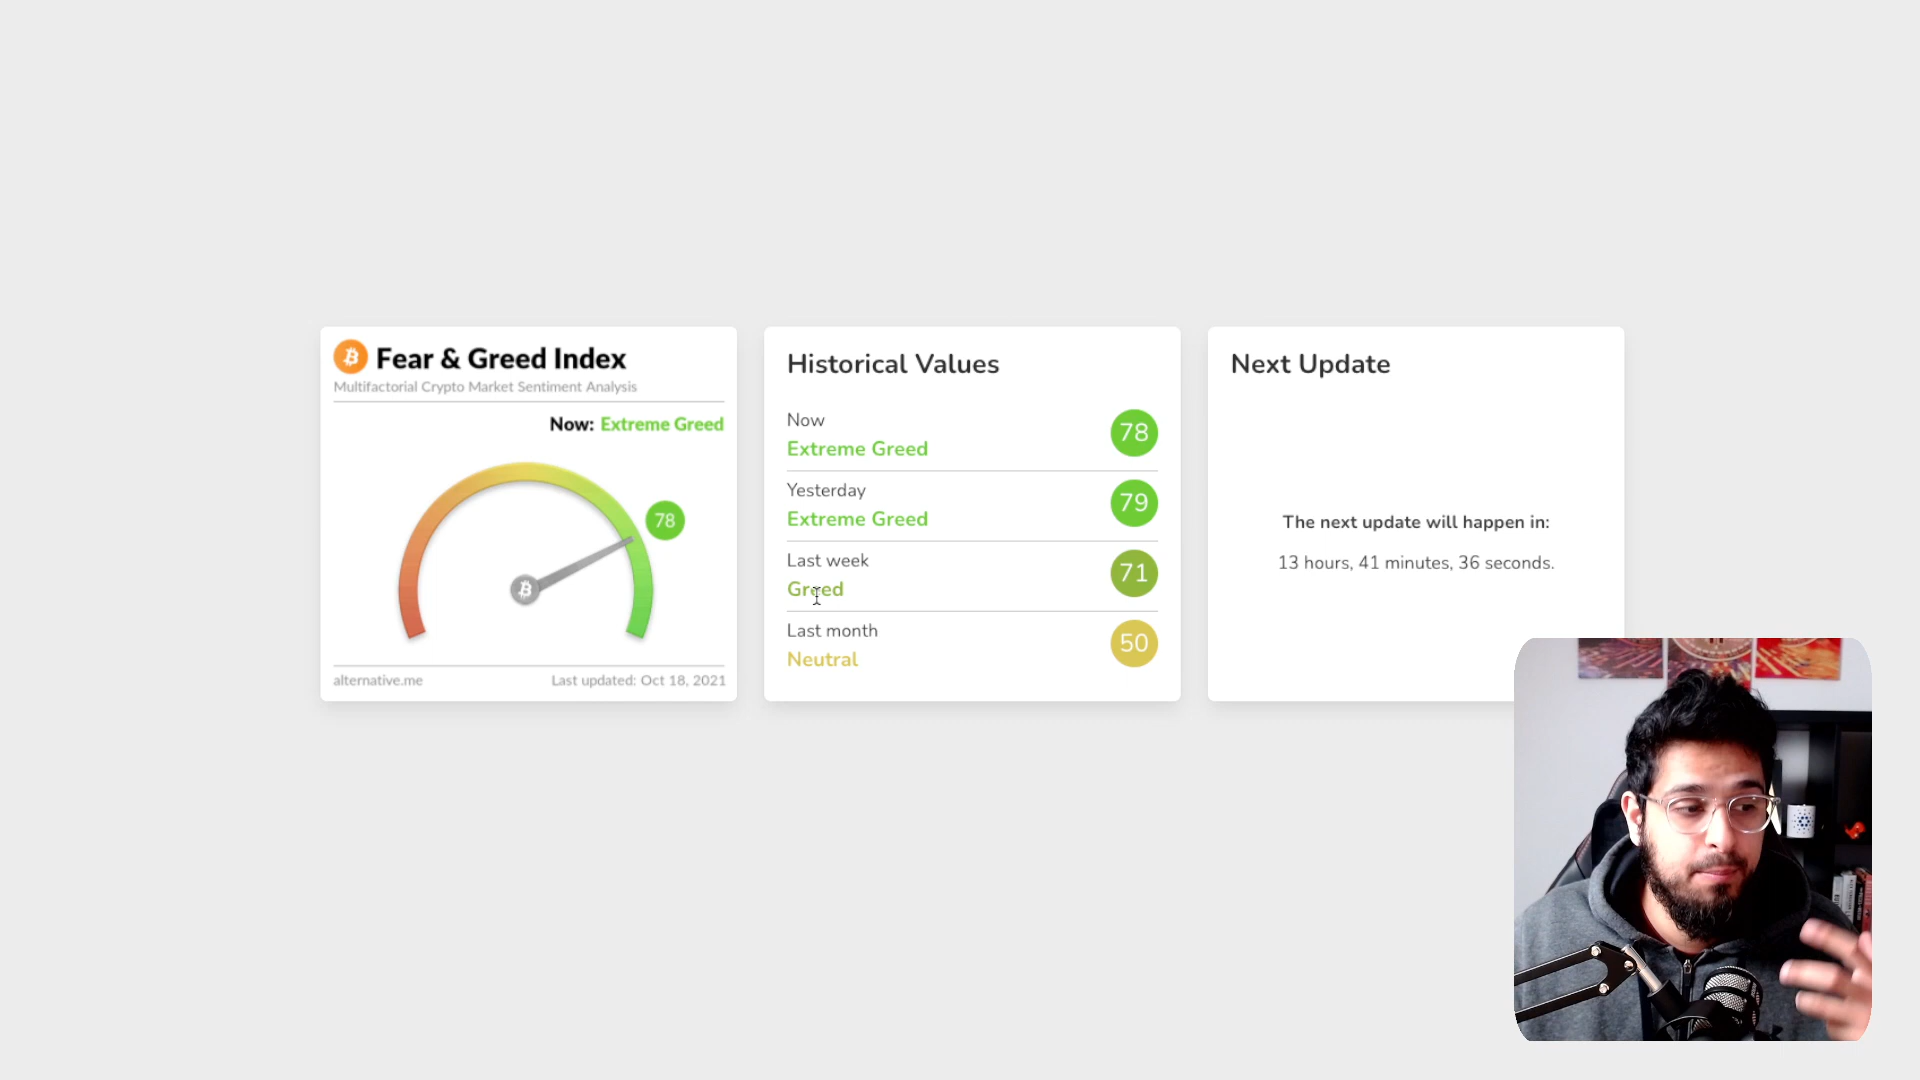 Fear & Greed Index
Multifactorial Crypto Market Sentiment Analysis
Now: Extreme Greed
78
alternative.me
Last updated: Oct 18, 2021
Historical Values
Now
Extreme Greed
78
Yesterday
Extreme Greed
79
Last week
Greed
71
Last month
Neutral
50
Next Update
The next update will happen in:
13 hours, 41 minutes, 36 seconds.